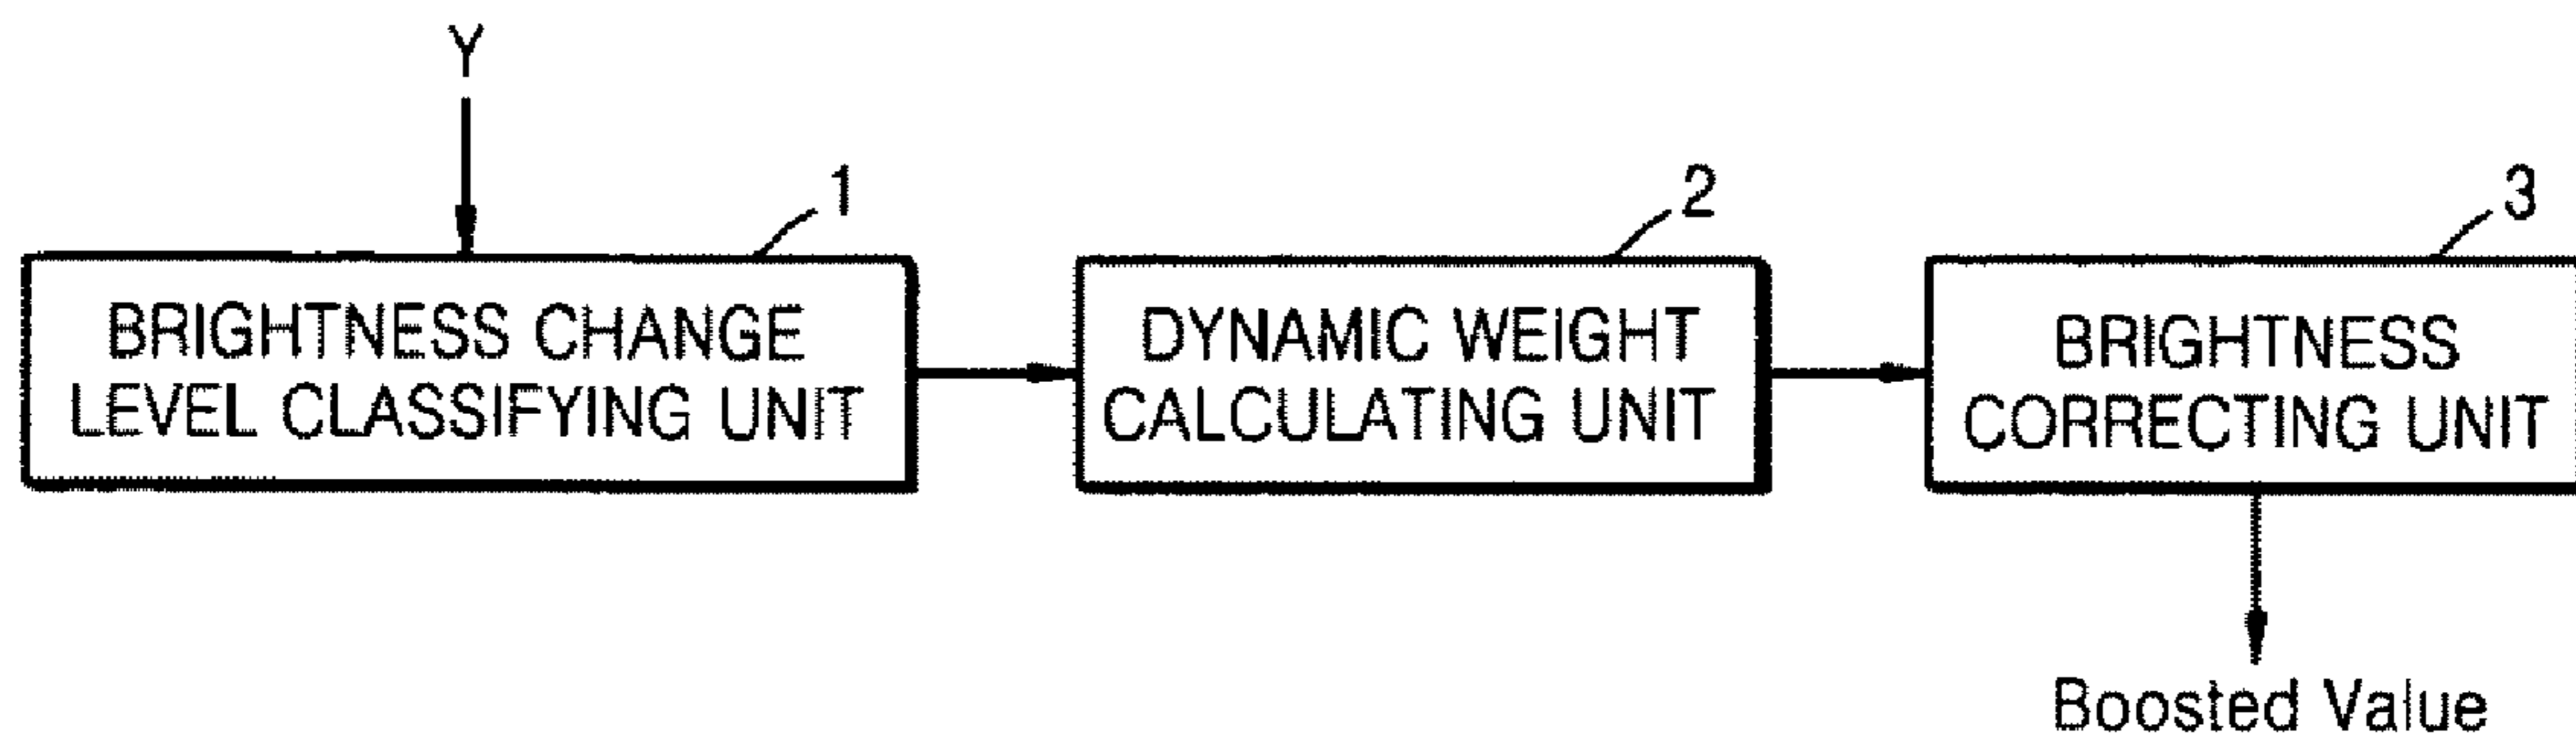 Y
1
2
3
BRIGHTNESS CHANGE
LEVEL CLASSIFYING UNIT
DYNAMIC WEIGHT
CALCULATING UNIT
BRIGHTNESS
CORRECTING UNIT
Boosted Value